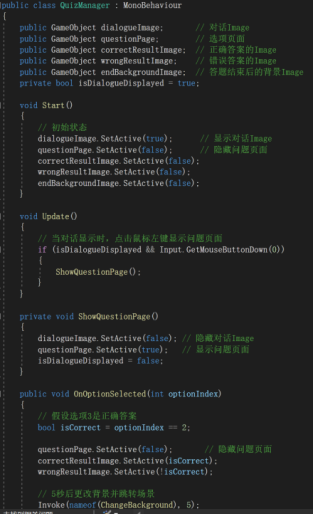 public class QuizManager : MonoBehaviour
{
public GameObject dialogueImage; // 对话Image
public GameObject questionPage; // 选项页面
public GameObject correctResultImage; // 正确答案的Image
public GameObject wrongResultImage; // 错误答案的Image
public GameObject endBackgroundImage; // 答题结束后的背景Image
private bool isDialogueDisplayed = true;
void Start()
{
// 初始状态
dialogueImage.SetActive(true); // 显示对话Image
questionPage.SetActive(false); // 隐藏问题页面
correctResultImage.SetActive(false);
wrongResultImage.SetActive(false);
endBackgroundImage.SetActive(false);
}
void Update()
{
// 当对话显示时，点击鼠标左键显示问题页面
if (isDialogueDisplayed && Input.GetMouseButtonDown(0))
{
ShowQuestionPage();
}
}
private void ShowQuestionPage()
{
dialogueImage.SetActive(false); // 隐藏对话Image
questionPage.SetActive(true); // 显示问题页面
isDialogueDisplayed = false;
}
public void OnOptionSelected(int optionIndex)
{
// 假设选项3是正确答案
bool isCorrect = optionIndex == 2;
questionPage.SetActive(false); // 隐藏问题页面
correctResultImage.SetActive(isCorrect);
wrongResultImage.SetActive(!isCorrect);
// 5秒后更改背景并跳转场景
Invoke(nameof(ChangeBackground), 5);